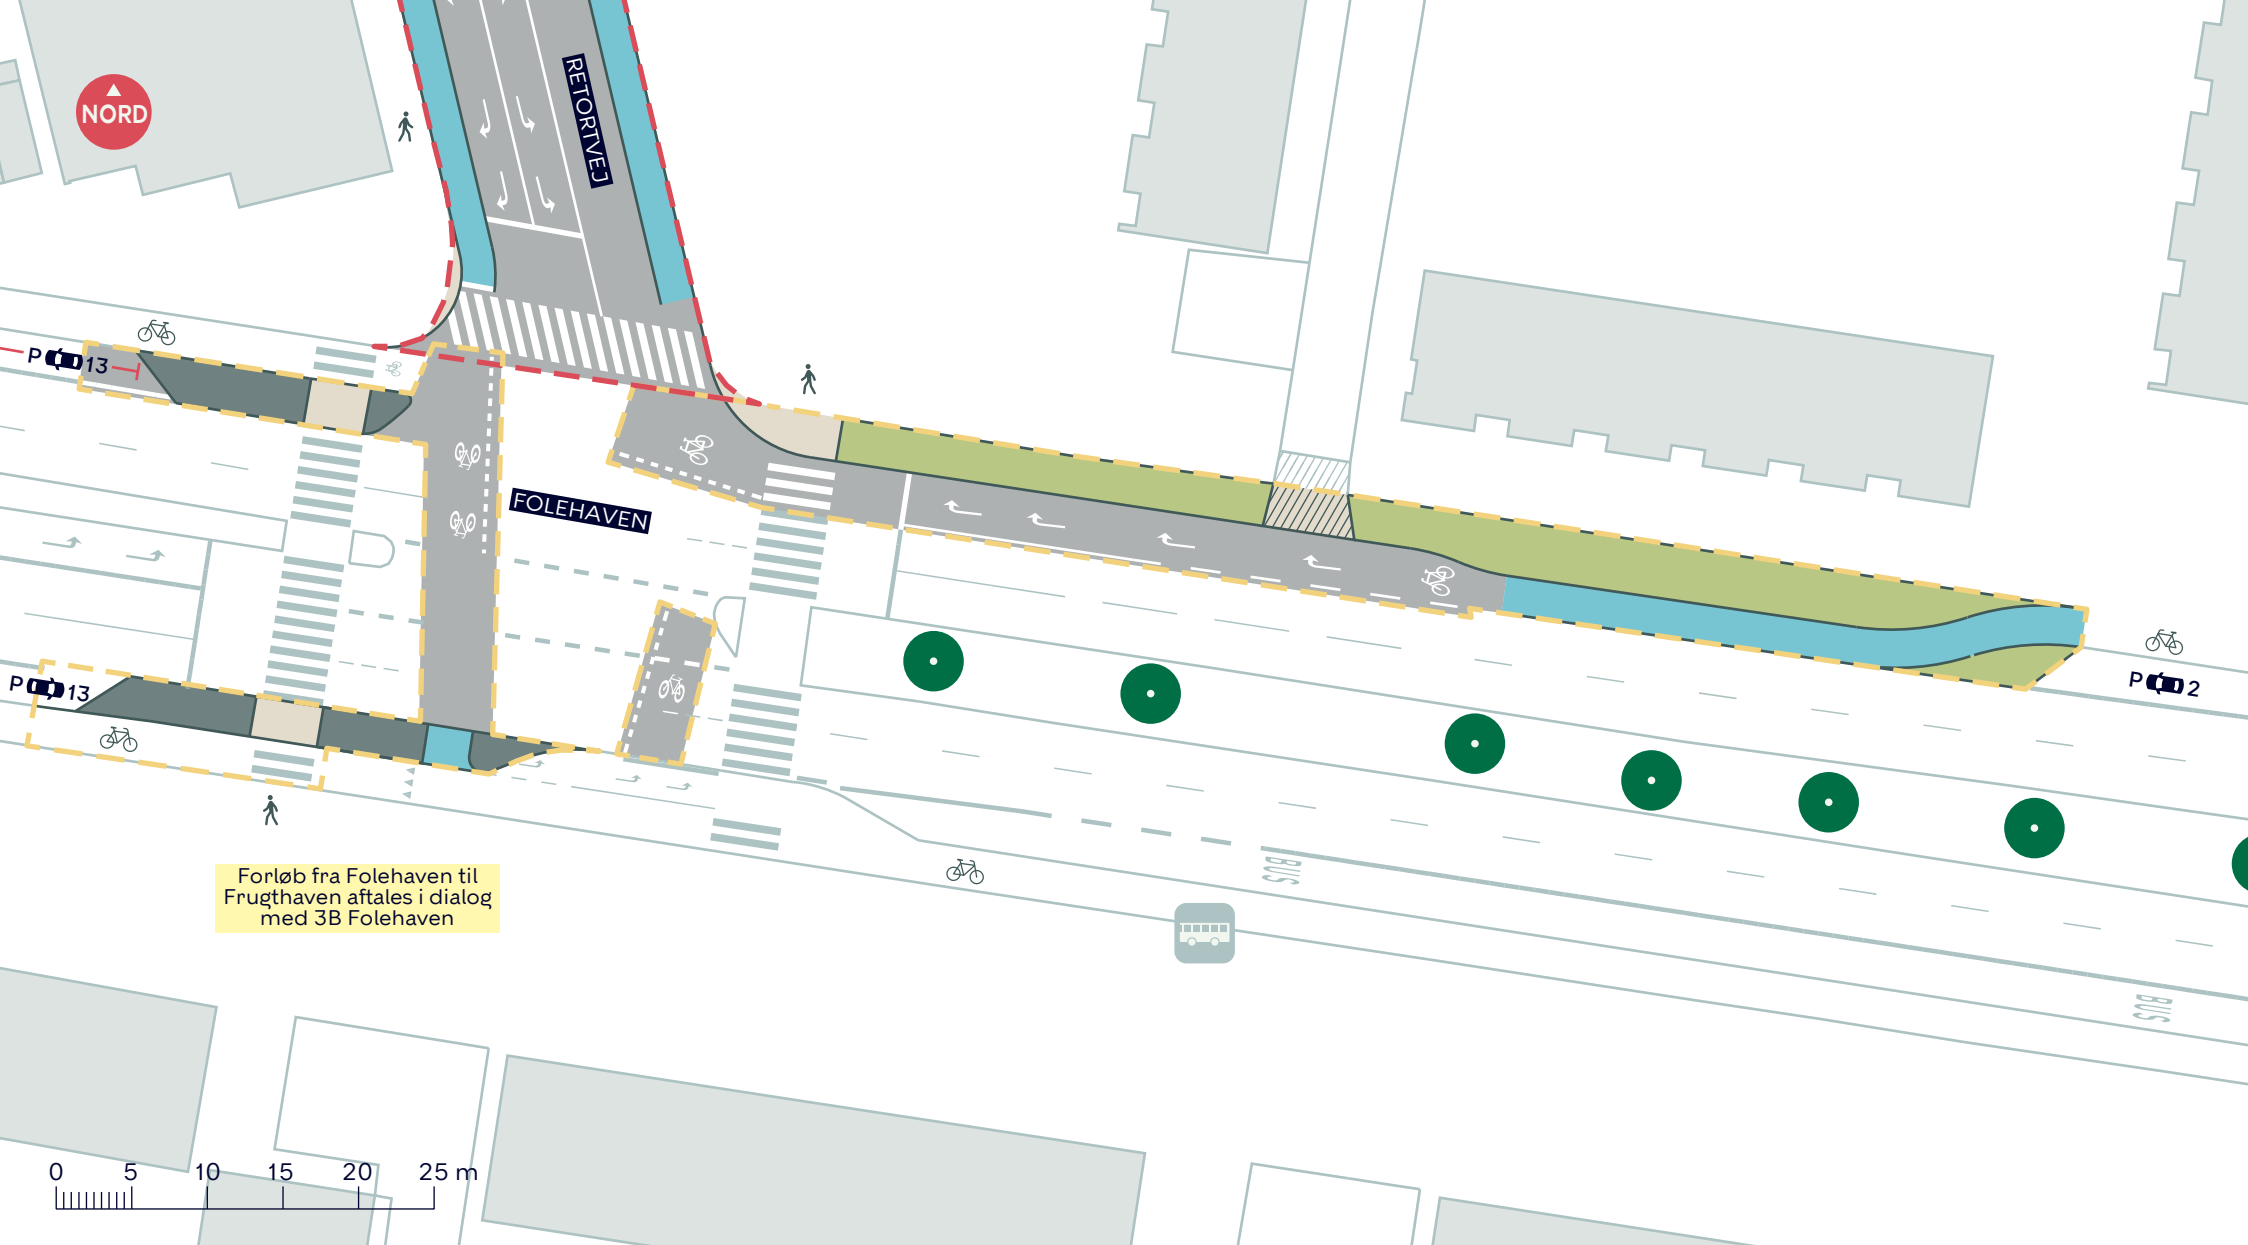 NORD
RETORTVEJ
P 13
FOLEHAVEN
P 13
P 2
Forløb fra Folehaven til
Frugthaven aftales i dialog
med 3B Folehaven
BUS
BUS
0 5 10 15 20 25 m